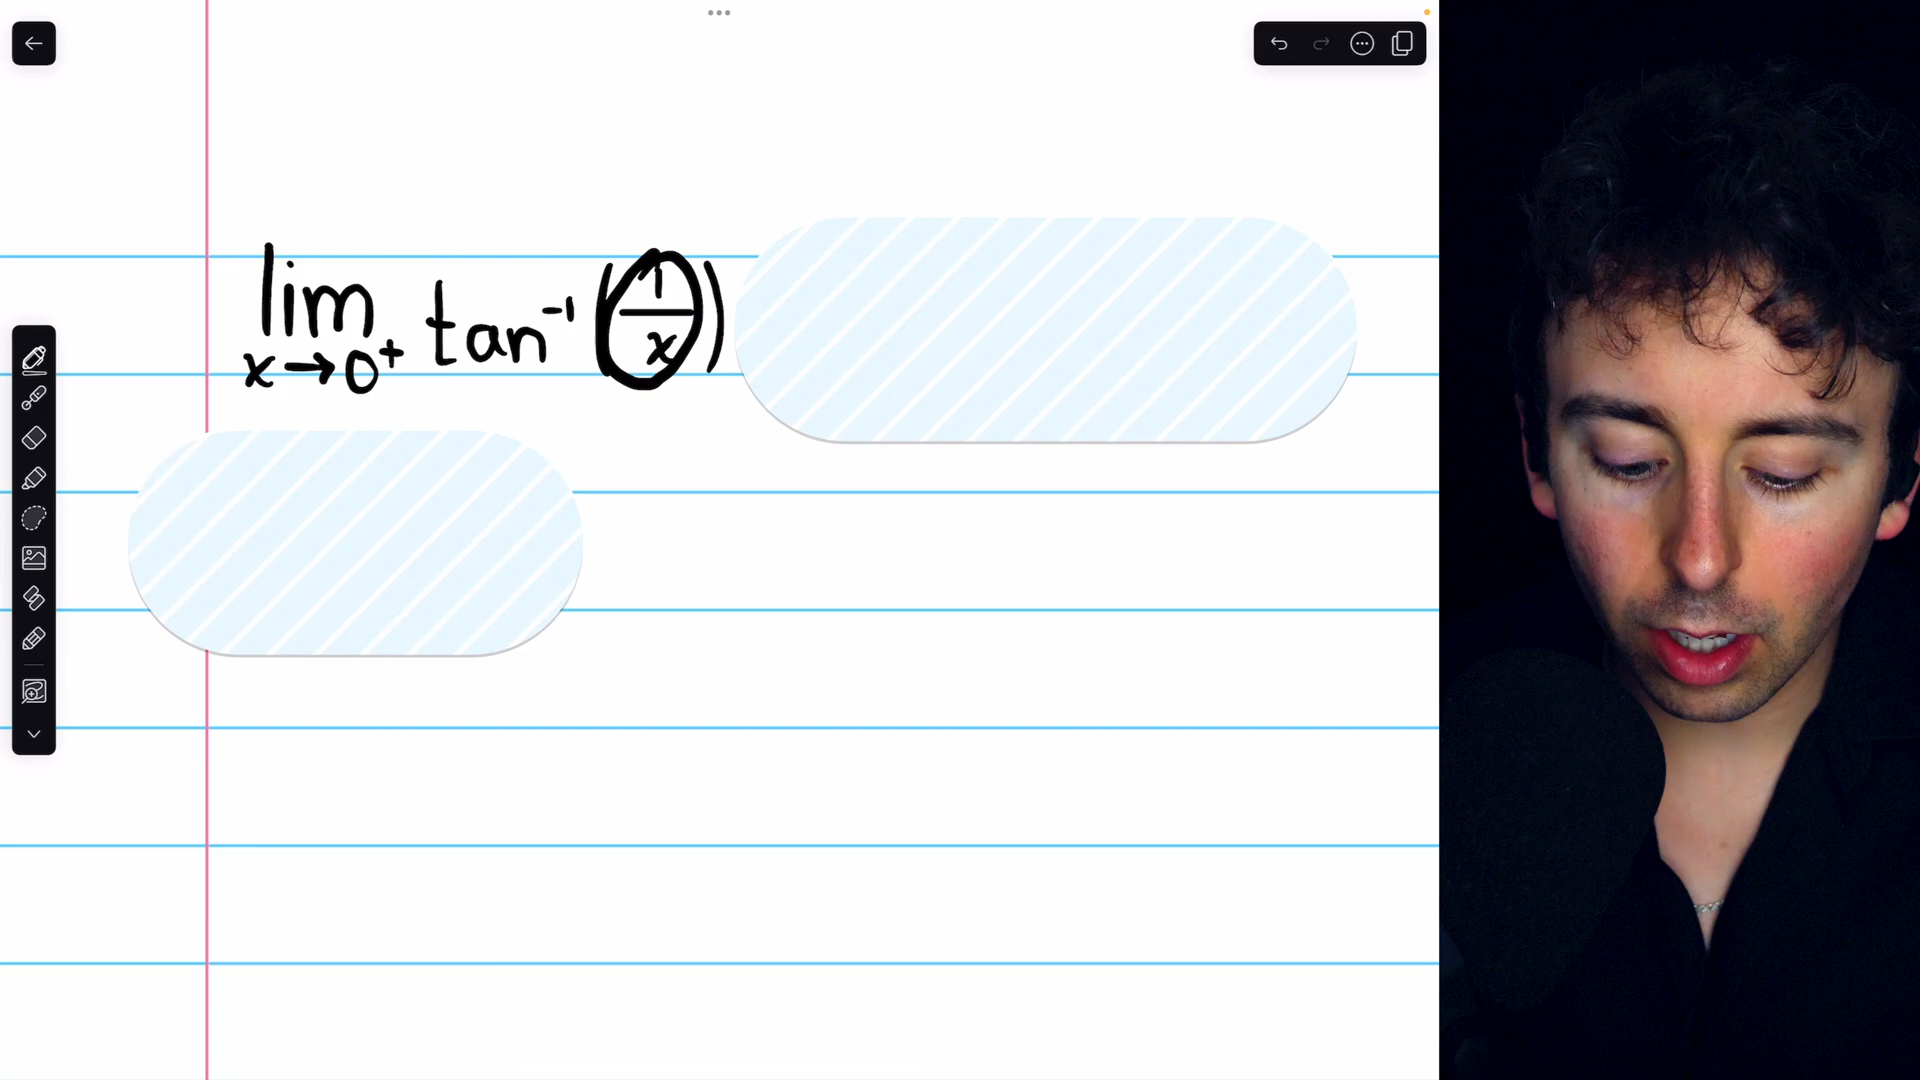 lim tan⁻¹ (1/x)
x→0⁺